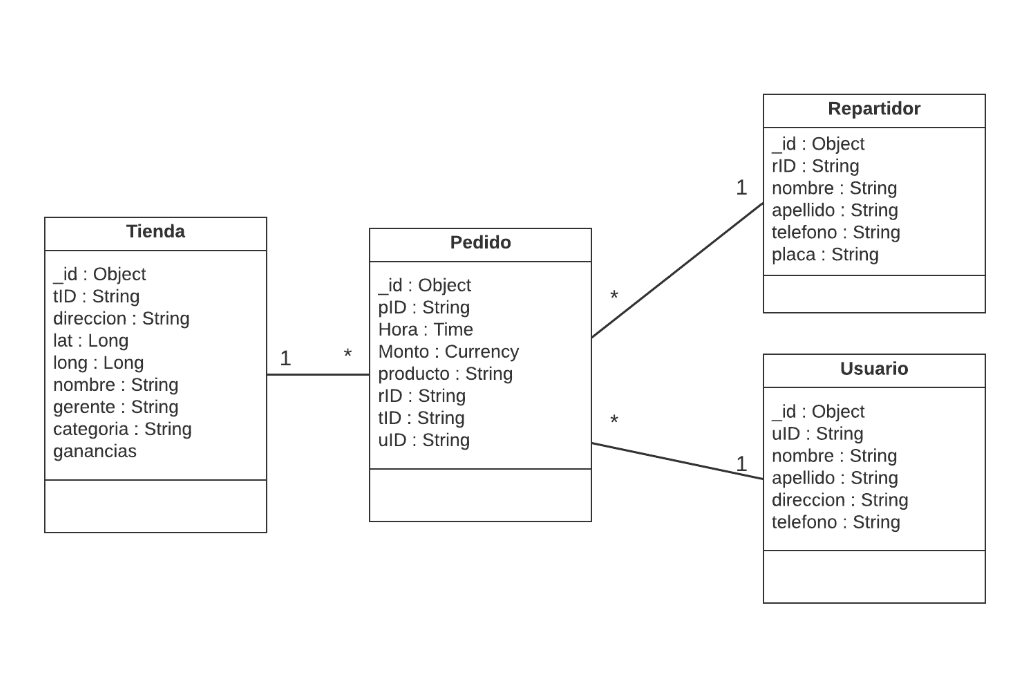 Tienda
_id : Object
tID : String
direccion : String
lat : Long
long : Long
nombre : String
gerente : String
categoria : String
ganancias
1
*
Pedido
_id : Object
pID : String
Hora : Time
Monto : Currency
producto : String
rID : String
tID : String
uID : String
*
1
*
1
Repartidor
_id : Object
rID : String
nombre : String
apellido : String
telefono : String
placa : String
Usuario
_id : Object
uID : String
nombre : String
apellido : String
direccion : String
telefono : String